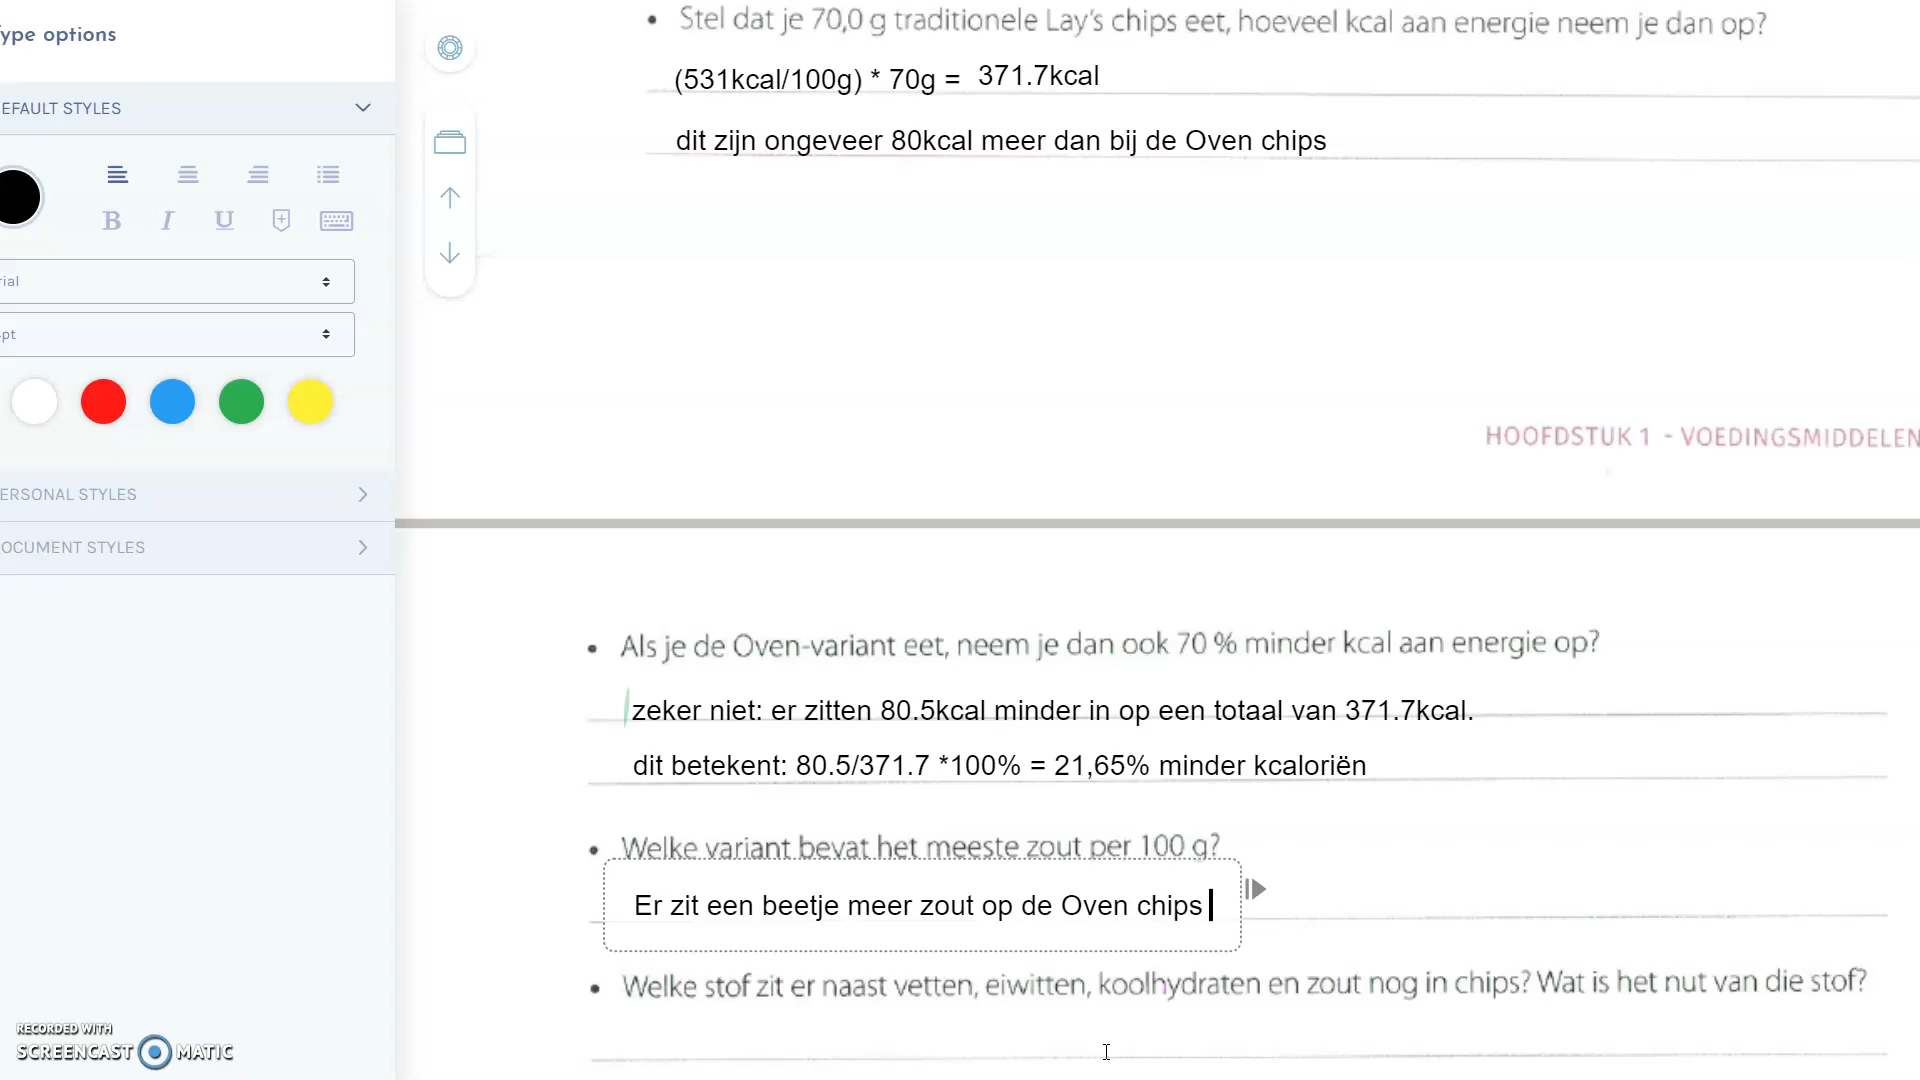 ype options
EFAULT STYLES
B I U
rial
pt
ERSONAL STYLES
OCUMENT STYLES
• Stel dat je 70,0 g traditionele Lay's chips eet, hoeveel kcal aan energie neem je dan op?
(531kcal/100g) * 70g = 371.7kcal
dit zijn ongeveer 80kcal meer dan bij de Oven chips
HOOFDSTUK 1 - VOEDINGSMIDDELEN
• Als je de Oven-variant eet, neem je dan ook 70 % minder kcal aan energie op?
zeker niet: er zitten 80.5kcal minder in op een totaal van 371.7kcal.
dit betekent: 80.5/371.7 *100% = 21,65% minder kcaloriën
• Welke variant bevat het meeste zout per 100 g?
Er zit een beetje meer zout op de Oven chips
• Welke stof zit er naast vetten, eiwitten, koolhydraten en zout nog in chips? Wat is het nut van die stof?
RECORDED WITH
SCREENCAST MATIC